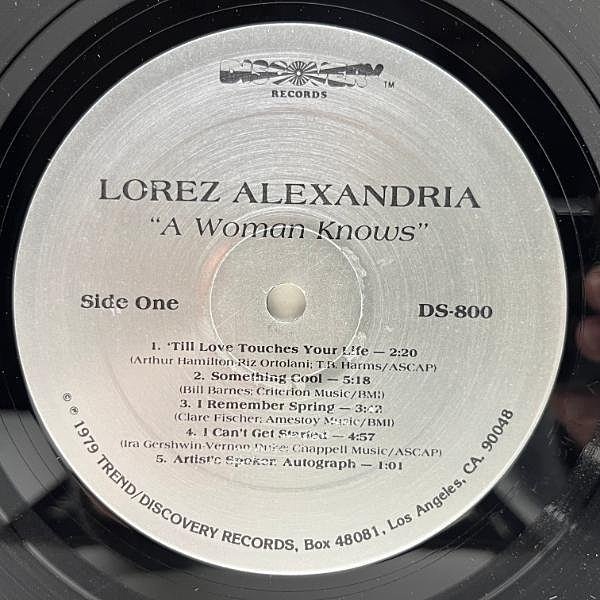 DISCOVERY TM
RECORDS
LOREZ ALEXANDRIA
"A Woman Knows"
Side One
DS-800
1. 'Till Love Touches Your Life — 2:20
(Arthur Hamilton-Riz Ortolani; T.B. Harms/ASCAP)
2. Something Cool — 5:18
(Bill Barnes; Criterion Music/BMI)
3. I Remember Spring — 3:42
(Clare Fischer; Amestoy Music/BMI)
4. I Can't Get Started — 4:57
(Ira Gershwin-Vernon Duke; Chappell Music/ASCAP)
5. Artist's Spoken Autograph — 1:01
© ℗ 1979 TREND/DISCOVERY RECORDS, Box 48081, Los Angeles, CA. 90048